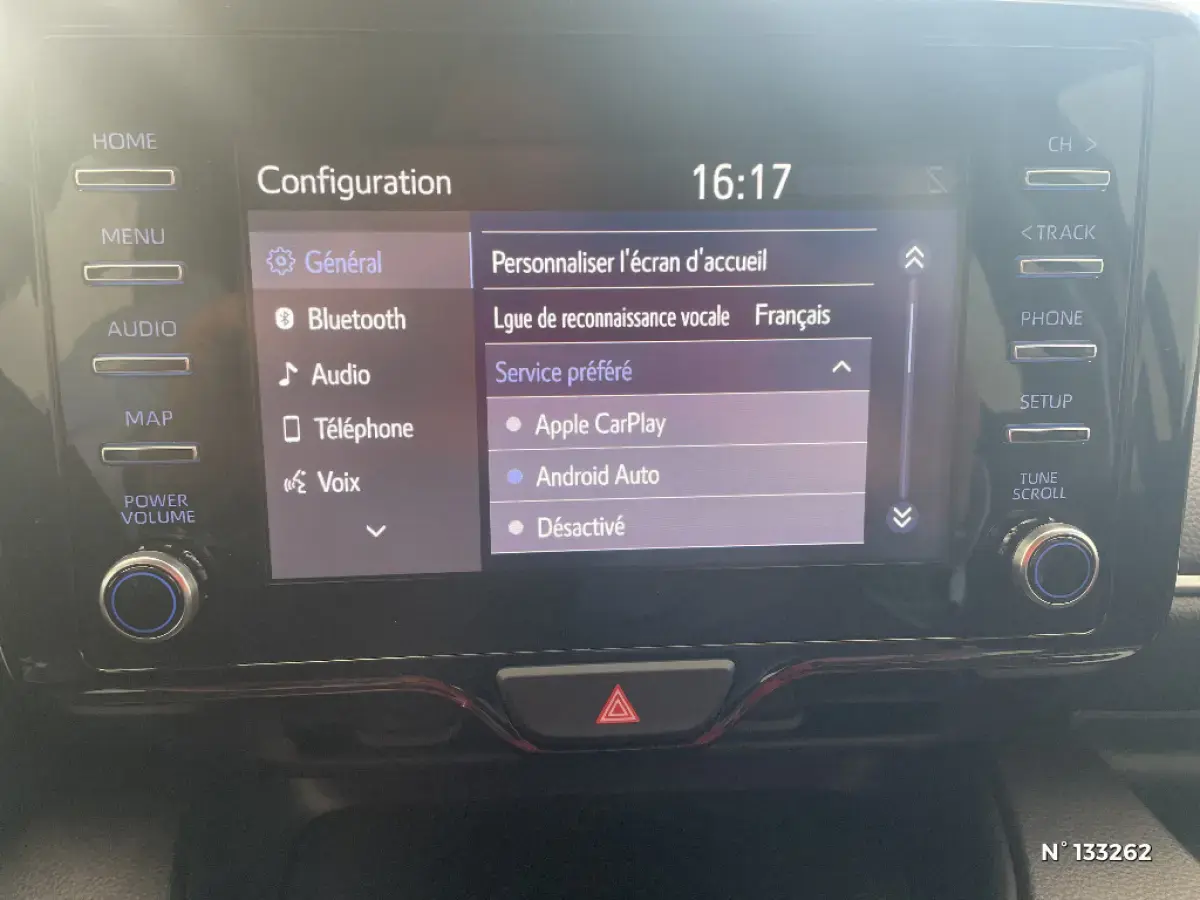 HOME
MENU
AUDIO
MAP
POWER
VOLUME
Configuration 16:17
Général
Bluetooth
Audio
Téléphone
Voix
Personnaliser l'écran d'accueil
Lgue de reconnaissance vocale Français
Service préféré
Apple CarPlay
Android Auto
Désactivé
CH >
< TRACK
PHONE
SETUP
TUNE
SCROLL
N° 133262